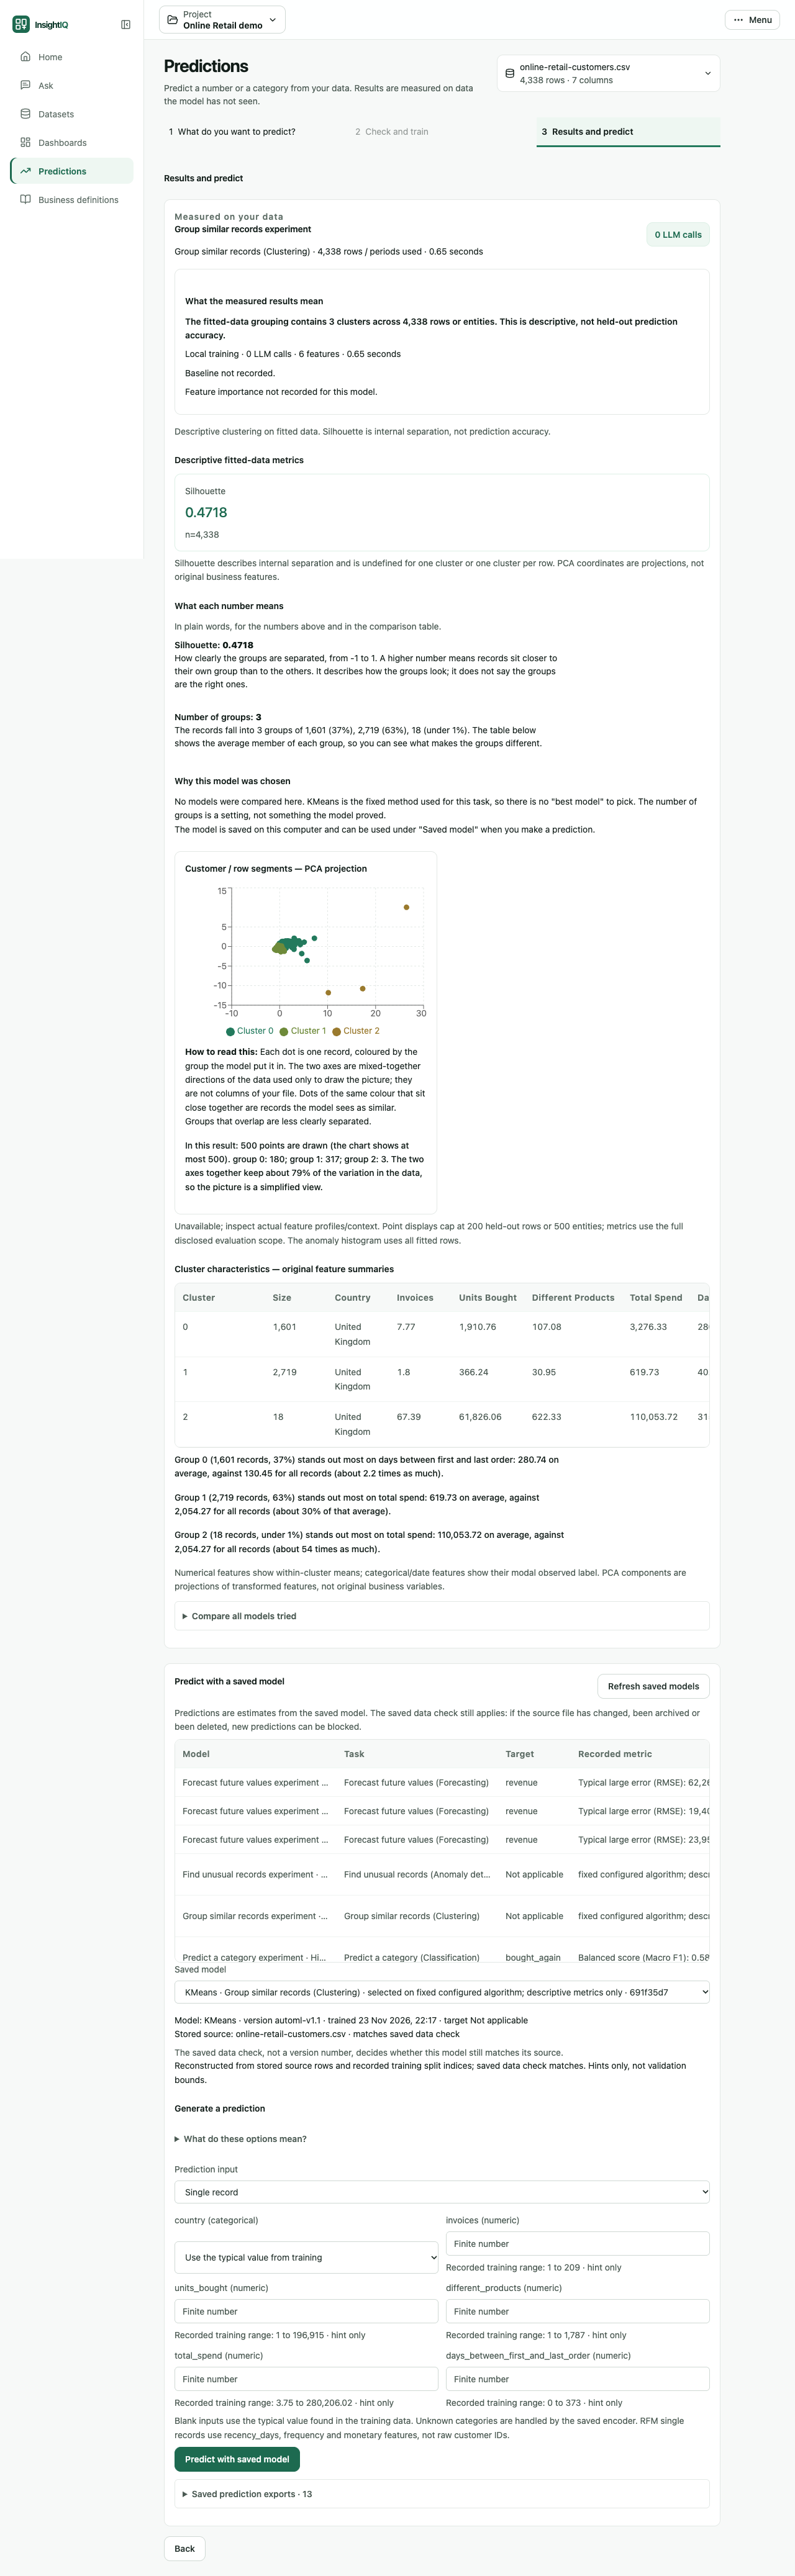 InsightIQ
Home
Ask
Datasets
Dashboards
Predictions
Business definitions
Project
Online Retail demo
Menu
Predictions
Predict a number or a category from your data. Results are measured on data
the model has not seen.
online-retail-customers.csv
4,338 rows · 7 columns
1 What do you want to predict?
2 Check and train
3 Results and predict
Results and predict
Measured on your data
Group similar records experiment
0 LLM calls
Group similar records (Clustering) · 4,338 rows / periods used · 0.65 seconds
What the measured results mean
The fitted-data grouping contains 3 clusters across 4,338 rows or entities. This is descriptive, not held-out prediction
accuracy.
Local training · 0 LLM calls · 6 features · 0.65 seconds
Baseline not recorded.
Feature importance not recorded for this model.
Descriptive clustering on fitted data. Silhouette is internal separation, not prediction accuracy.
Descriptive fitted-data metrics
Silhouette
0.4718
n=4,338
Silhouette describes internal separation and is undefined for one cluster or one cluster per row. PCA coordinates are projections, not
original business features.
What each number means
In plain words, for the numbers above and in the comparison table.
Silhouette: 0.4718
How clearly the groups are separated, from -1 to 1. A higher number means records sit closer to
their own group than to the others. It describes how the groups look; it does not say the groups
are the right ones.
Number of groups: 3
The records fall into 3 groups of 1,601 (37%), 2,719 (63%), 18 (under 1%). The table below
shows the average member of each group, so you can see what makes the groups different.
Why this model was chosen
No models were compared here. KMeans is the fixed method used for this task, so there is no "best model" to pick. The number of
groups is a setting, not something the model proved.
The model is saved on this computer and can be used under "Saved model" when you make a prediction.
Customer / row segments — PCA projection
15
5
0
-5
-10
-15
-10 0 10 20 30
Cluster 0 Cluster 1 Cluster 2
How to read this: Each dot is one record, coloured by the
group the model put it in. The two axes are mixed-together
directions of the data used only to draw the picture; they
are not columns of your file. Dots of the same colour that sit
close together are records the model sees as similar.
Groups that overlap are less clearly separated.
In this result: 500 points are drawn (the chart shows at
most 500). group 0: 180; group 1: 317; group 2: 3. The two
axes together keep about 79% of the variation in the data,
so the picture is a simplified view.
Unavailable; inspect actual feature profiles/context. Point displays cap at 200 held-out rows or 500 entities; metrics use the full
disclosed evaluation scope. The anomaly histogram uses all fitted rows.
Cluster characteristics — original feature summaries
Cluster Size Country Invoices Units Bought Different Products Total Spend Da
0 1,601 United Kingdom 7.77 1,910.76 107.08 3,276.33 28
1 2,719 United Kingdom 1.8 366.24 30.95 619.73 40
2 18 United Kingdom 67.39 61,826.06 622.33 110,053.72 31
Group 0 (1,601 records, 37%) stands out most on days between first and last order: 280.74 on
average, against 130.45 for all records (about 2.2 times as much).
Group 1 (2,719 records, 63%) stands out most on total spend: 619.73 on average, against
2,054.27 for all records (about 30% of that average).
Group 2 (18 records, under 1%) stands out most on total spend: 110,053.72 on average, against
2,054.27 for all records (about 54 times as much).
Numerical features show within-cluster means; categorical/date features show their modal observed label. PCA components are
projections of transformed features, not original business variables.
Compare all models tried
Predict with a saved model
Refresh saved models
Predictions are estimates from the saved model. The saved data check still applies: if the source file has changed, been archived or
been deleted, new predictions can be blocked.
Model Task Target Recorded metric
Forecast future values experiment ... Forecast future values (Forecasting) revenue Typical large error (RMSE): 62,26
Forecast future values experiment ... Forecast future values (Forecasting) revenue Typical large error (RMSE): 19,40
Forecast future values experiment ... Forecast future values (Forecasting) revenue Typical large error (RMSE): 23,95
Find unusual records experiment · ... Find unusual records (Anomaly det... Not applicable fixed configured algorithm; descr
Group similar records experiment ·... Group similar records (Clustering) Not applicable fixed configured algorithm; descr
Predict a category experiment · Hi... Predict a category (Classification) bought_again Balanced score (Macro F1): 0.58
Saved model
KMeans · Group similar records (Clustering) · selected on fixed configured algorithm; descriptive metrics only · 691f35d7
Model: KMeans · version automl-v1.1 · trained 23 Nov 2026, 22:17 · target Not applicable
Stored source: online-retail-customers.csv · matches saved data check
The saved data check, not a version number, decides whether this model still matches its source.
Reconstructed from stored source rows and recorded training split indices; saved data check matches. Hints only, not validation
bounds.
Generate a prediction
What do these options mean?
Prediction input
Single record
country (categorical)
Use the typical value from training
invoices (numeric)
Finite number
Recorded training range: 1 to 209 · hint only
units_bought (numeric)
Finite number
Recorded training range: 1 to 196,915 · hint only
different_products (numeric)
Finite number
Recorded training range: 1 to 1,787 · hint only
total_spend (numeric)
Finite number
Recorded training range: 3.75 to 280,206.02 · hint only
days_between_first_and_last_order (numeric)
Finite number
Recorded training range: 0 to 373 · hint only
Blank inputs use the typical value found in the training data. Unknown categories are handled by the saved encoder. RFM single
records use recency_days, frequency and monetary features, not raw customer IDs.
Predict with saved model
Saved prediction exports · 13
Back